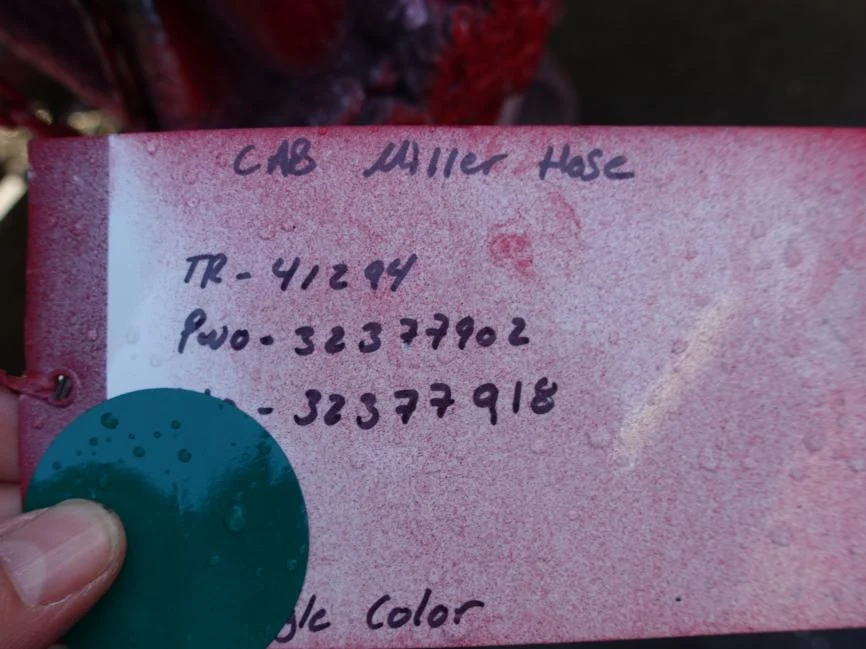 CAB Miller Hose
TR - 41294
PWO - 32377902
- 32377918
Color